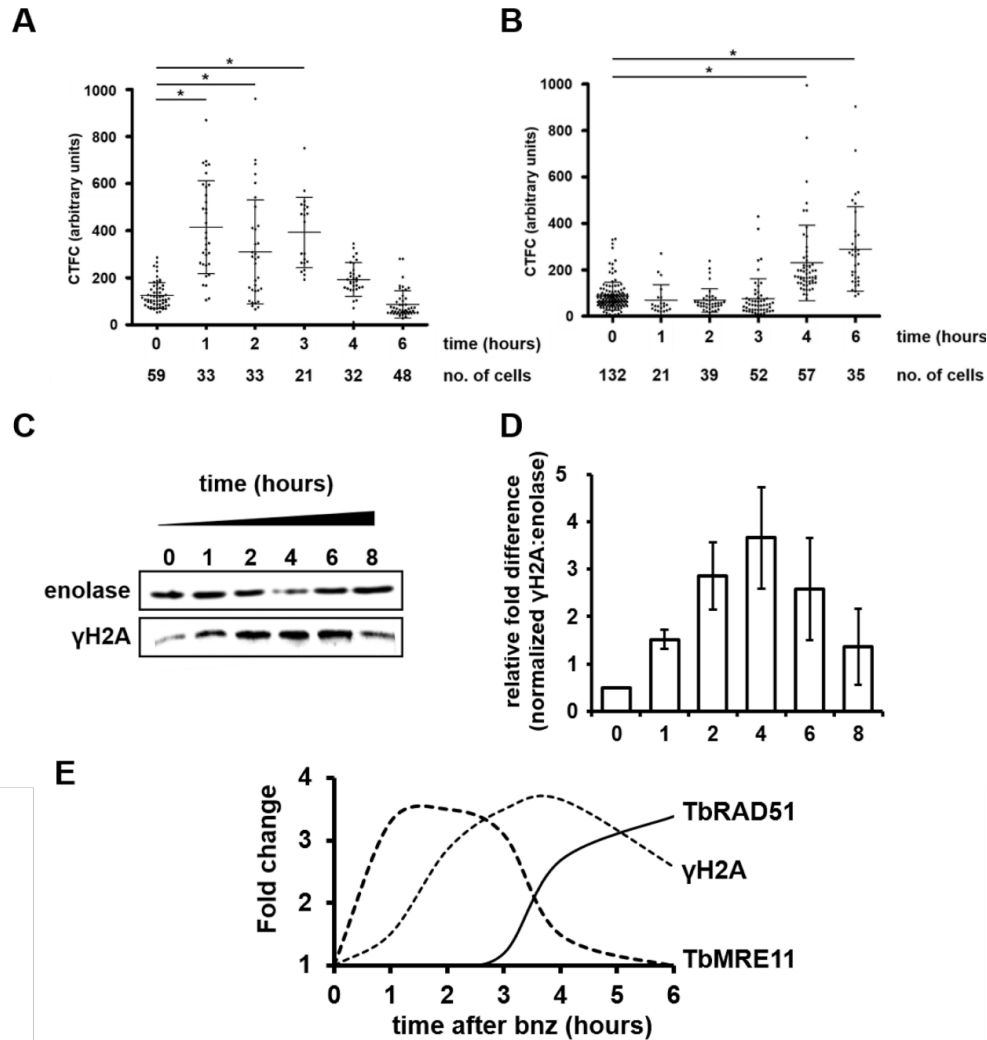 A
* * *
CTFC (arbitrary units)
1000
800
600
400
200
0
0 1 2 3 4 6 time (hours)
59 33 33 21 32 48 no. of cells
B
* *
CTFC (arbitrary units)
1000
800
600
400
200
0
0 1 2 3 4 6 time (hours
132 21 39 52 57 35 no. of cells
C
time (hours)
0 1 2 4 6 8
enolase
γH2A
D
relative fold difference
(normalized γH2A:enolase)
5
4
3
2
1
0
0 1 2 4 6 8
E
Fold change
4
3
2
1
TbRAD51
γH2A
TbMRE11
0 1 2 3 4 5 6
time after bnz (hours)